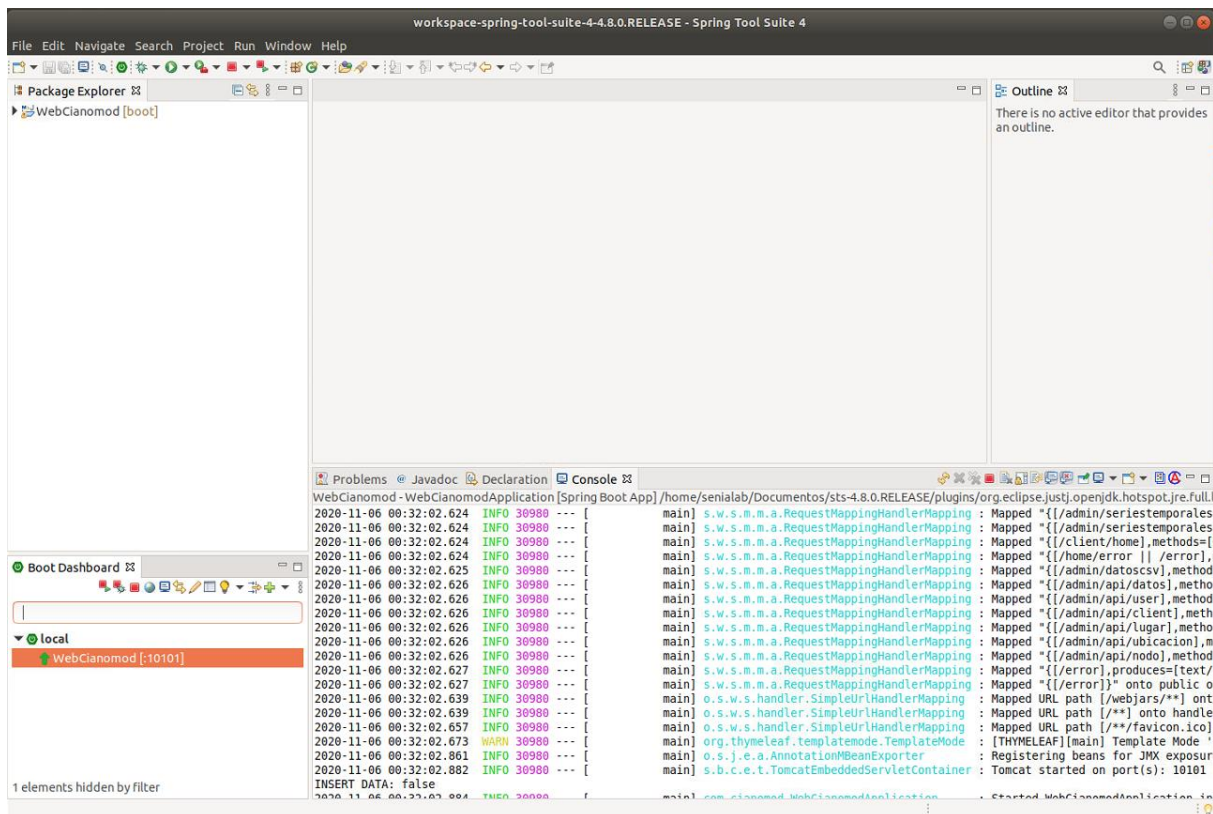 workspace-spring-tool-suite-4-4.8.0.RELEASE - Spring Tool Suite 4
File Edit Navigate Search Project Run Window Help
Package Explorer
WebCianomod [boot]
Outline
There is no active editor that provides
an outline.
Boot Dashboard
local
WebCianomod [:10101]
1 elements hidden by filter
Problems @ Javadoc Declaration Console
WebCianomod - WebCianomodApplication [Spring Boot App] /home/senialab/Documentos/sts-4.8.0.RELEASE/plugins/org.eclipse.justj.openjdk.hotspot.jre.full.l
2020-11-06 00:32:02.624 INFO 30980 --- [ main] s.w.s.m.m.a.RequestMappingHandlerMapping : Mapped "{[/admin/seriestemporales
2020-11-06 00:32:02.624 INFO 30980 --- [ main] s.w.s.m.m.a.RequestMappingHandlerMapping : Mapped "{[/admin/seriestemporales
2020-11-06 00:32:02.624 INFO 30980 --- [ main] s.w.s.m.m.a.RequestMappingHandlerMapping : Mapped "{[/client/home],methods=[
2020-11-06 00:32:02.624 INFO 30980 --- [ main] s.w.s.m.m.a.RequestMappingHandlerMapping : Mapped "{[/home/error || /error],
2020-11-06 00:32:02.625 INFO 30980 --- [ main] s.w.s.m.m.a.RequestMappingHandlerMapping : Mapped "{[/admin/datoscsv],method
2020-11-06 00:32:02.626 INFO 30980 --- [ main] s.w.s.m.m.a.RequestMappingHandlerMapping : Mapped "{[/admin/api/datos],metho
2020-11-06 00:32:02.626 INFO 30980 --- [ main] s.w.s.m.m.a.RequestMappingHandlerMapping : Mapped "{[/admin/api/user],method
2020-11-06 00:32:02.626 INFO 30980 --- [ main] s.w.s.m.m.a.RequestMappingHandlerMapping : Mapped "{[/admin/api/client],meth
2020-11-06 00:32:02.626 INFO 30980 --- [ main] s.w.s.m.m.a.RequestMappingHandlerMapping : Mapped "{[/admin/api/lugar],metho
2020-11-06 00:32:02.626 INFO 30980 --- [ main] s.w.s.m.m.a.RequestMappingHandlerMapping : Mapped "{[/admin/api/ubicacion],m
2020-11-06 00:32:02.626 INFO 30980 --- [ main] s.w.s.m.m.a.RequestMappingHandlerMapping : Mapped "{[/admin/api/nodo],method
2020-11-06 00:32:02.627 INFO 30980 --- [ main] s.w.s.m.m.a.RequestMappingHandlerMapping : Mapped "{[/error],produces=[text/
2020-11-06 00:32:02.627 INFO 30980 --- [ main] s.w.s.m.m.a.RequestMappingHandlerMapping : Mapped "{[/error]}" onto public o
2020-11-06 00:32:02.639 INFO 30980 --- [ main] o.s.w.s.handler.SimpleUrlHandlerMapping : Mapped URL path [/webjars/**] ont
2020-11-06 00:32:02.639 INFO 30980 --- [ main] o.s.w.s.handler.SimpleUrlHandlerMapping : Mapped URL path [/**] onto handle
2020-11-06 00:32:02.657 INFO 30980 --- [ main] o.s.w.s.handler.SimpleUrlHandlerMapping : Mapped URL path [/**/favicon.ico]
2020-11-06 00:32:02.673 WARN 30980 --- [ main] org.thymeleaf.templatemode.TemplateMode : [THYMELEAF][main] Template Mode '
2020-11-06 00:32:02.861 INFO 30980 --- [ main] o.s.j.e.a.AnnotationMBeanExporter : Registering beans for JMX exposur
2020-11-06 00:32:02.882 INFO 30980 --- [ main] s.b.c.e.t.TomcatEmbeddedServletContainer : Tomcat started on port(s): 10101
INSERT DATA: false
2020-11-06 00:32:02.884 INFO 30980 --- [ main] com.cianomod.WebCianomodApplication : Started WebCianomodApplication in